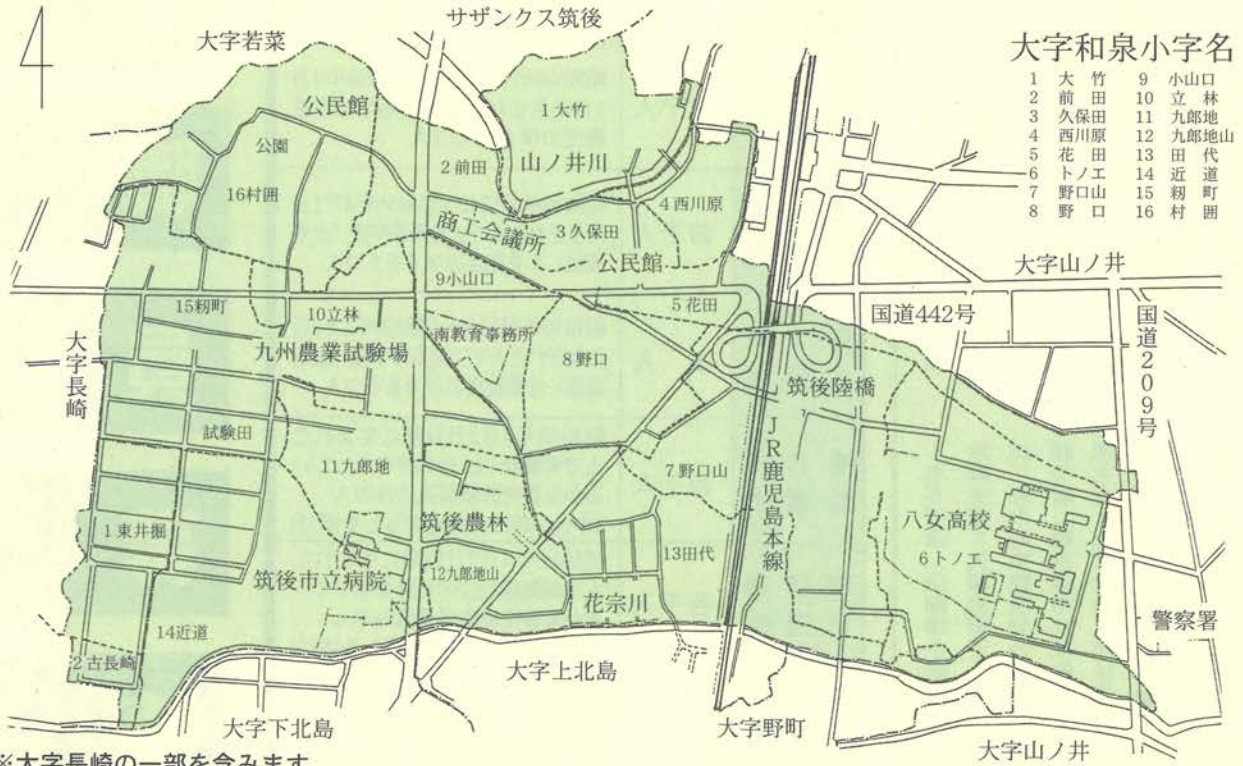 サザンクス筑後
大字若菜
大字和泉小字名
1 大竹 9 小山口
2 前田 10 立林
3 久保田 11 九郎地
4 西川原 12 九郎地山
5 花田 13 田代
6 トノエ 14 近道
7 野口山 15 籾町
8 野口 16 村囲
公民館
1大竹
公園
2前田
山ノ井川
16村囲
4西川原
商工会議所
3久保田
公民館
大字山ノ井
9小山口
15籾町
10立林
5花田
国道442号
国道209号
南教育事務所
大字長崎
九州農業試験場
8野口
筑後陸橋
JR鹿児島本線
試験田
11九郎地
7野口山
筑後農林
八女高校
1東井掘
13田代
6トノエ
筑後市立病院
12九郎地山
花宗川
警察署
14近道
2古長崎
大字上北島
大字下北島
大字野町
大字山ノ井
※大字長崎の一部を含みます